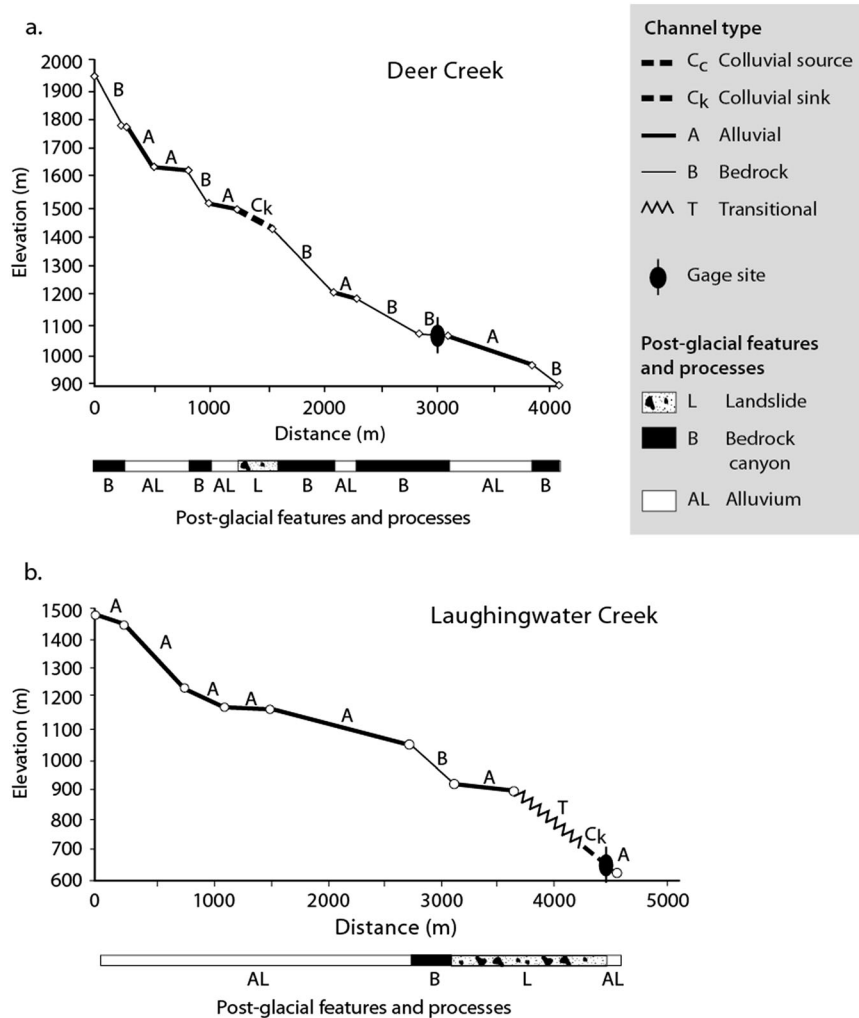 a.
Deer Creek
Elevation (m)
2000
1900
1800
1700
1600
1500
1400
1300
1200
1100
1000
900
B
A
A
B
A
Ck
B
A
B
B
A
B
0
1000
2000
3000
4000
Distance (m)
B AL B AL L B AL B AL B
Post-glacial features and processes
Channel type
Cc Colluvial source
Ck Colluvial sink
A Alluvial
B Bedrock
T Transitional
Gage site
Post-glacial features
and processes
L Landslide
B Bedrock
canyon
AL Alluvium
b.
Laughingwater Creek
Elevation (m)
1500
1400
1300
1200
1100
1000
900
800
700
600
A
A
A
A
A
B
A
T
Ck
A
0
1000
2000
3000
4000
5000
Distance (m)
AL B L AL
Post-glacial features and processes